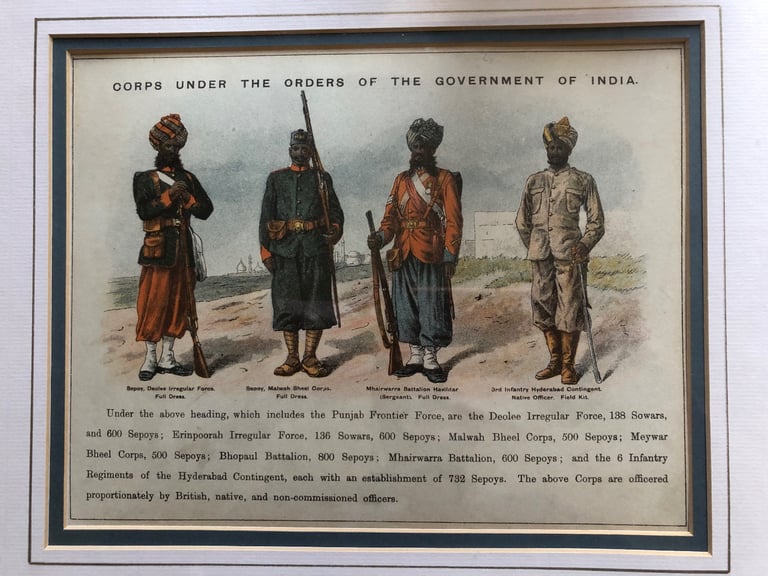 CORPS UNDER THE ORDERS OF THE GOVERNMENT OF INDIA.
Sepoy, Deolee Irregular Force.
Full Dress.
Sepoy, Malwah Bheel Corps.
Full Dress.
Mhairwarra Battalion Havildar
(Sergeant). Full Dress.
3rd Infantry Hyderabad Contingent.
Native Officer. Field Kit.
Under the above heading, which includes the Punjab Frontier Force, are the Deolee Irregular Force, 138 Sowars,
and 600 Sepoys; Erinpoorah Irregular Force, 136 Sowars, 600 Sepoys; Malwah Bheel Corps, 500 Sepoys; Meywar
Bheel Corps, 500 Sepoys; Bhopaul Battalion, 800 Sepoys; Mhairwarra Battalion, 600 Sepoys; and the 6 Infantry
Regiments of the Hyderabad Contingent, each with an establishment of 732 Sepoys. The above Corps are officered
proportionately by British, native, and non-commissioned officers.